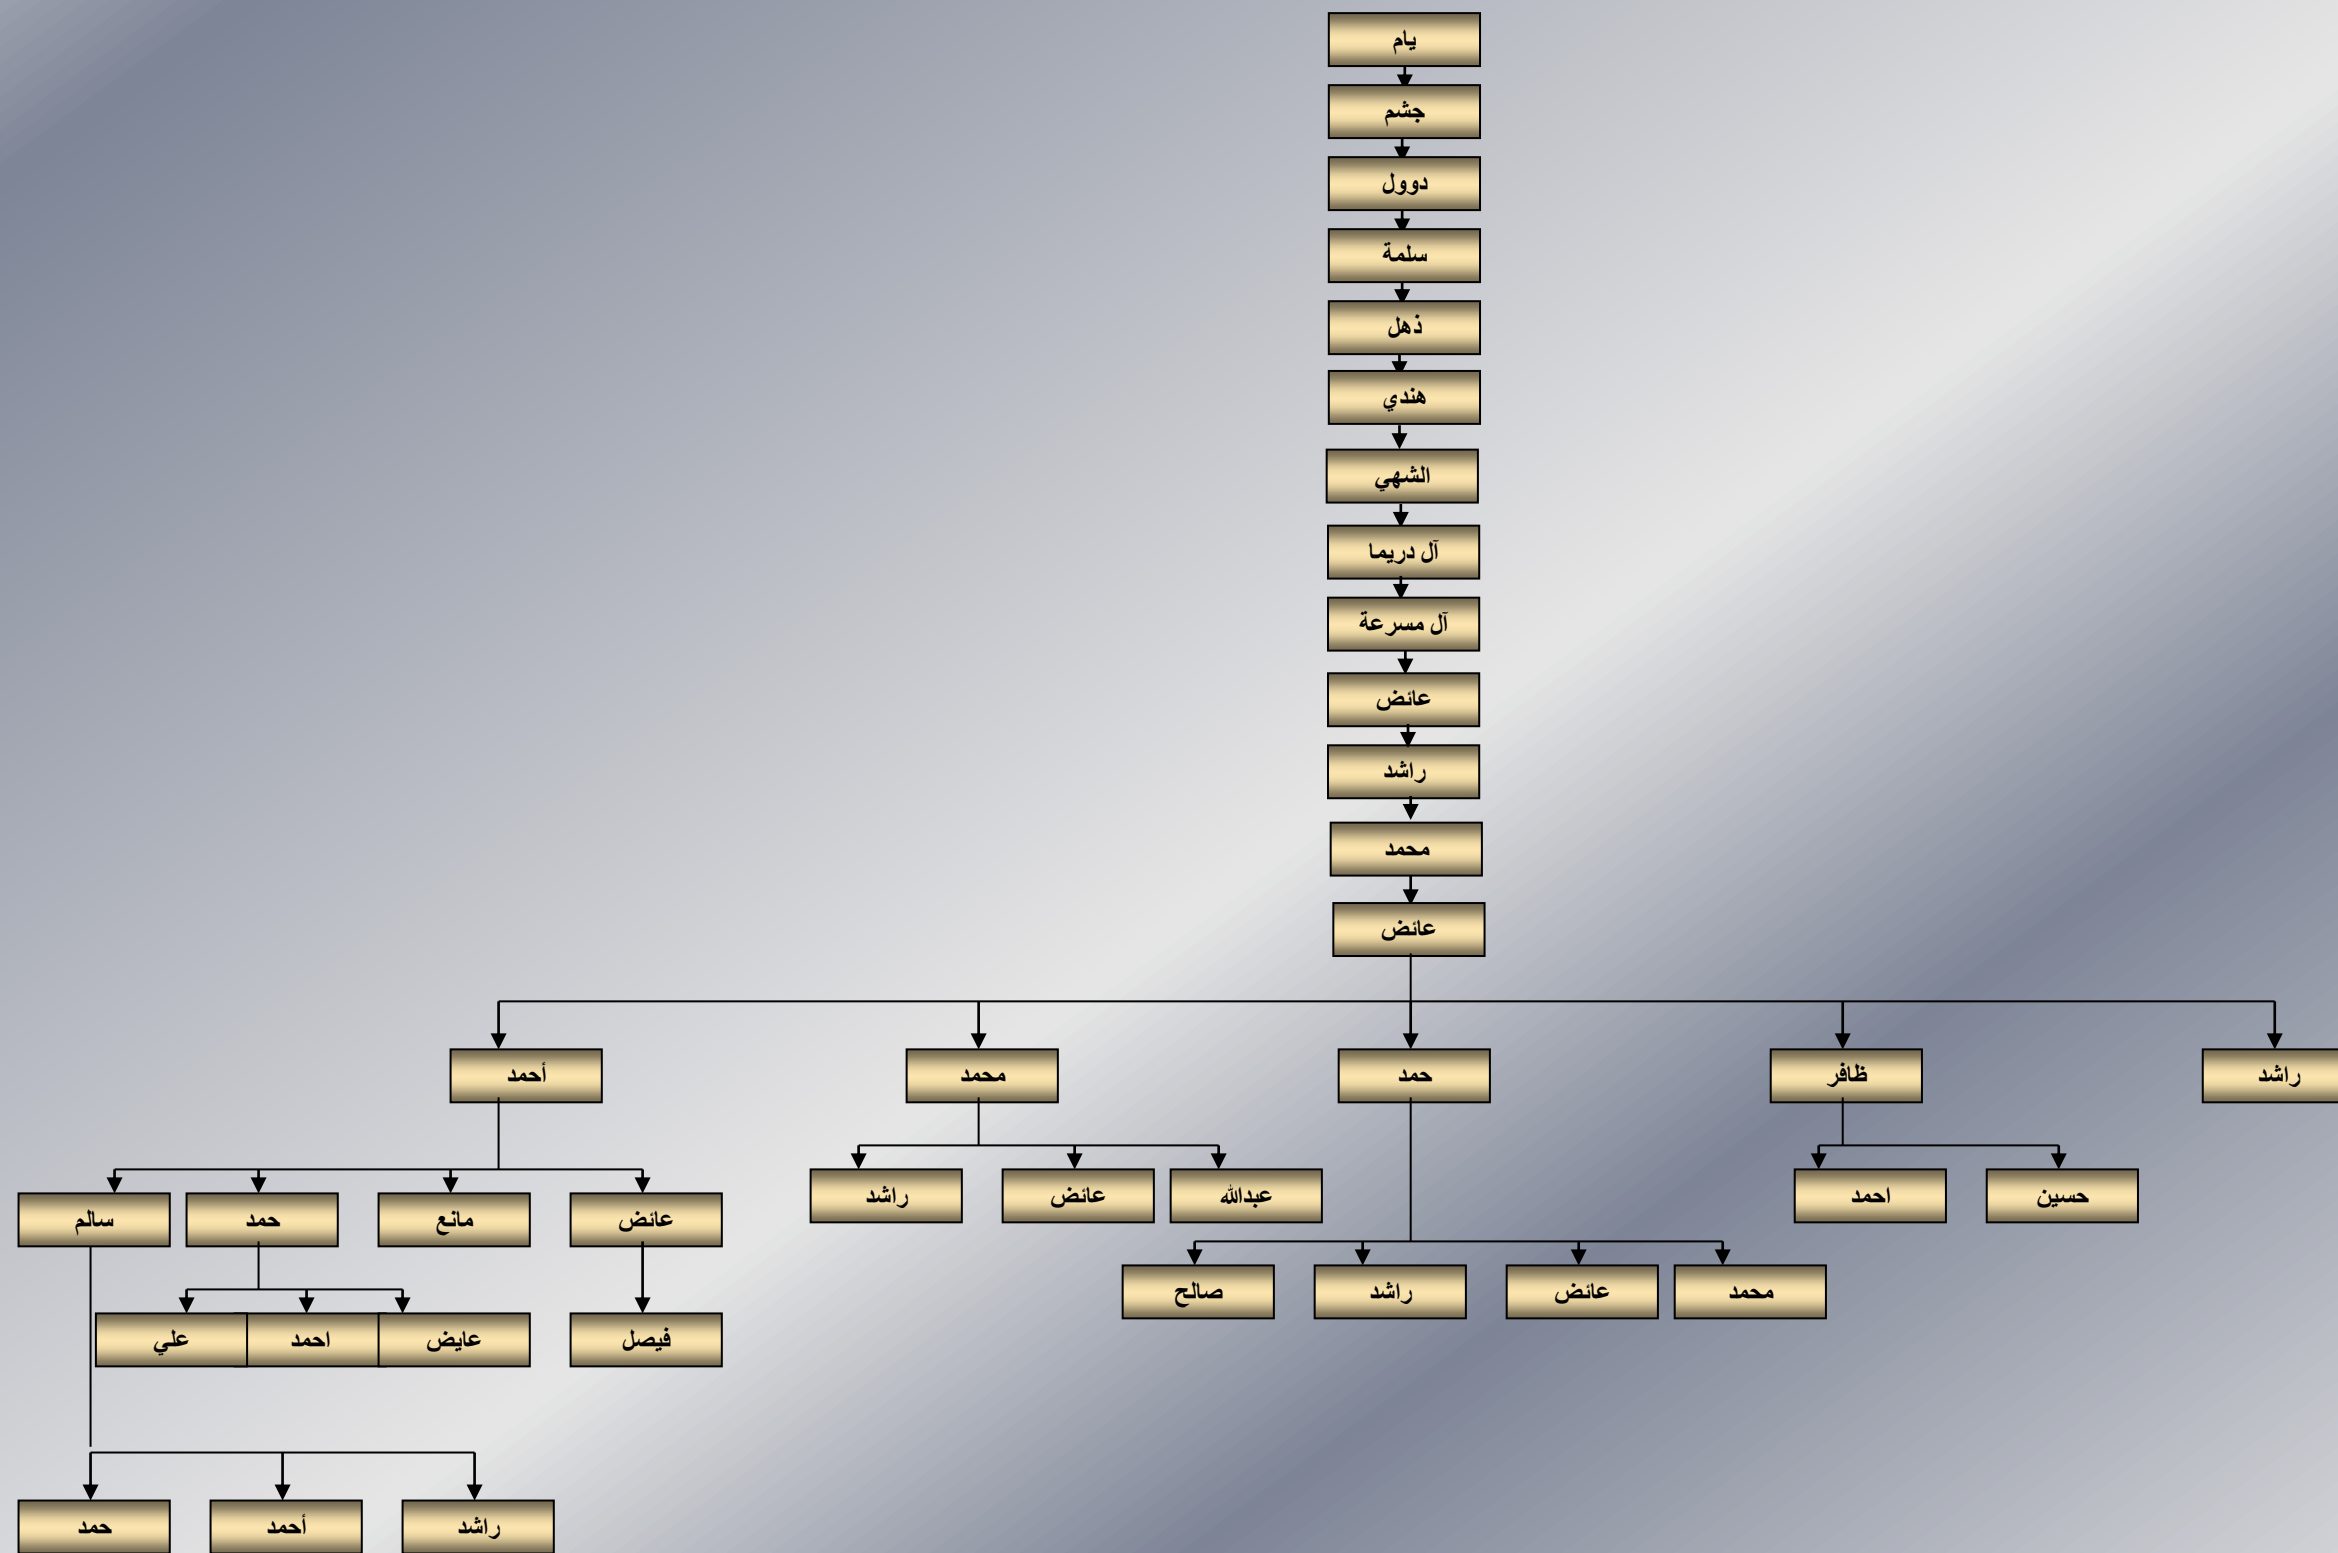 يام
جشم
دوول
سلمة
ذهل
هندي
الشهي
آل دريما
آل مسرعة
عائض
راشد
محمد
عائض
راشد
ظافر
حمد
محمد
أحمد
حسين
احمد
عبدالله
عائض
راشد
عائض
مانع
حمد
سالم
محمد
عائض
راشد
صالح
فيصل
عايض
احمد
علي
راشد
أحمد
حمد